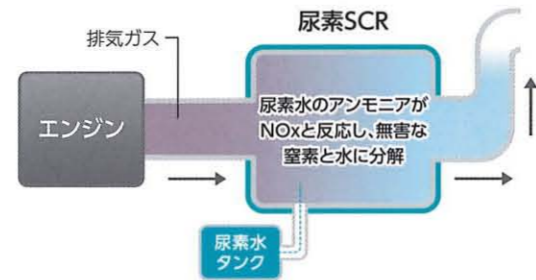 尿素SCR
排気ガス
エンジン
尿素水のアンモニアが
NOxと反応し、無害な
窒素と水に分解
尿素水
タンク